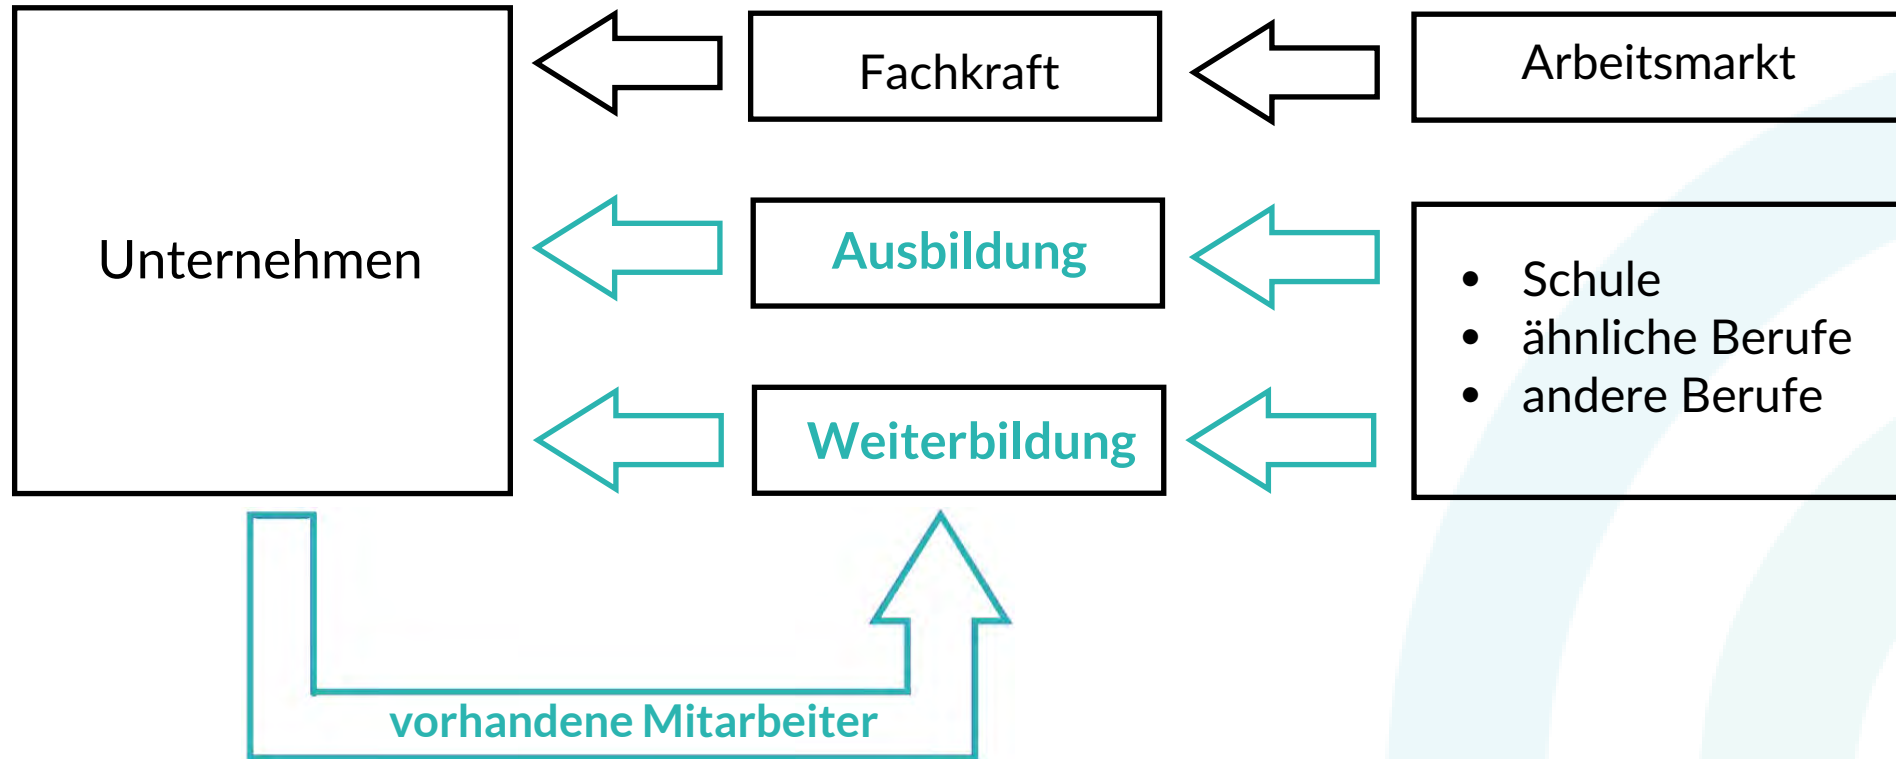 Unternehmen
Fachkraft
Arbeitsmarkt
Ausbildung
• Schule
• ähnliche Berufe
• andere Berufe
Weiterbildung
vorhandene Mitarbeiter